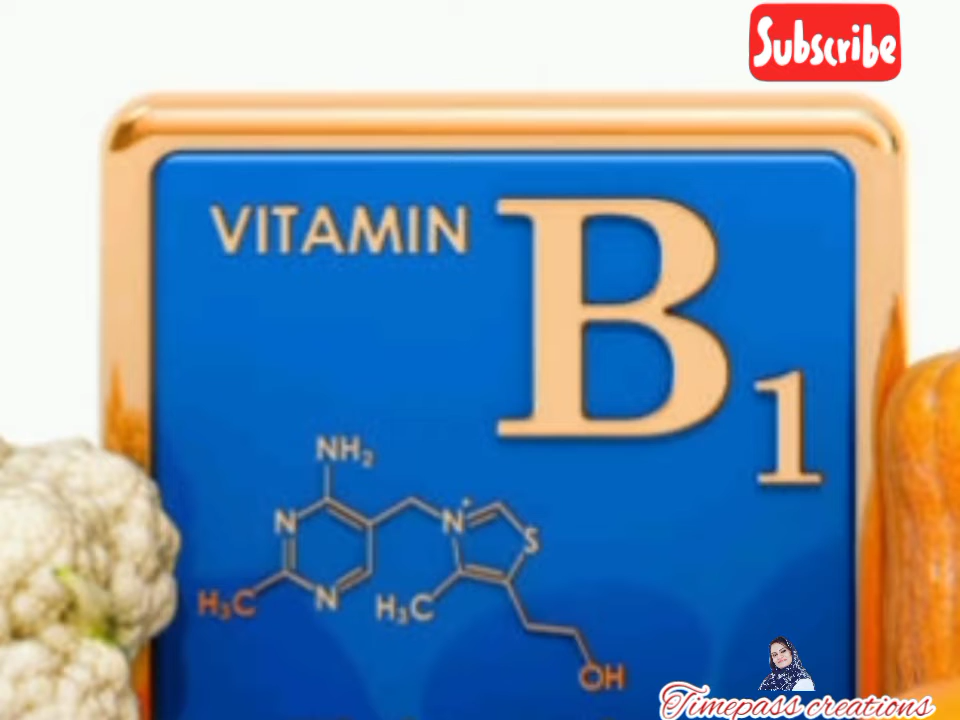 Subscribe
VITAMIN B₁
NH₂
N
N⁺
S
H₃C
N
H₃C
OH
Timepass creations